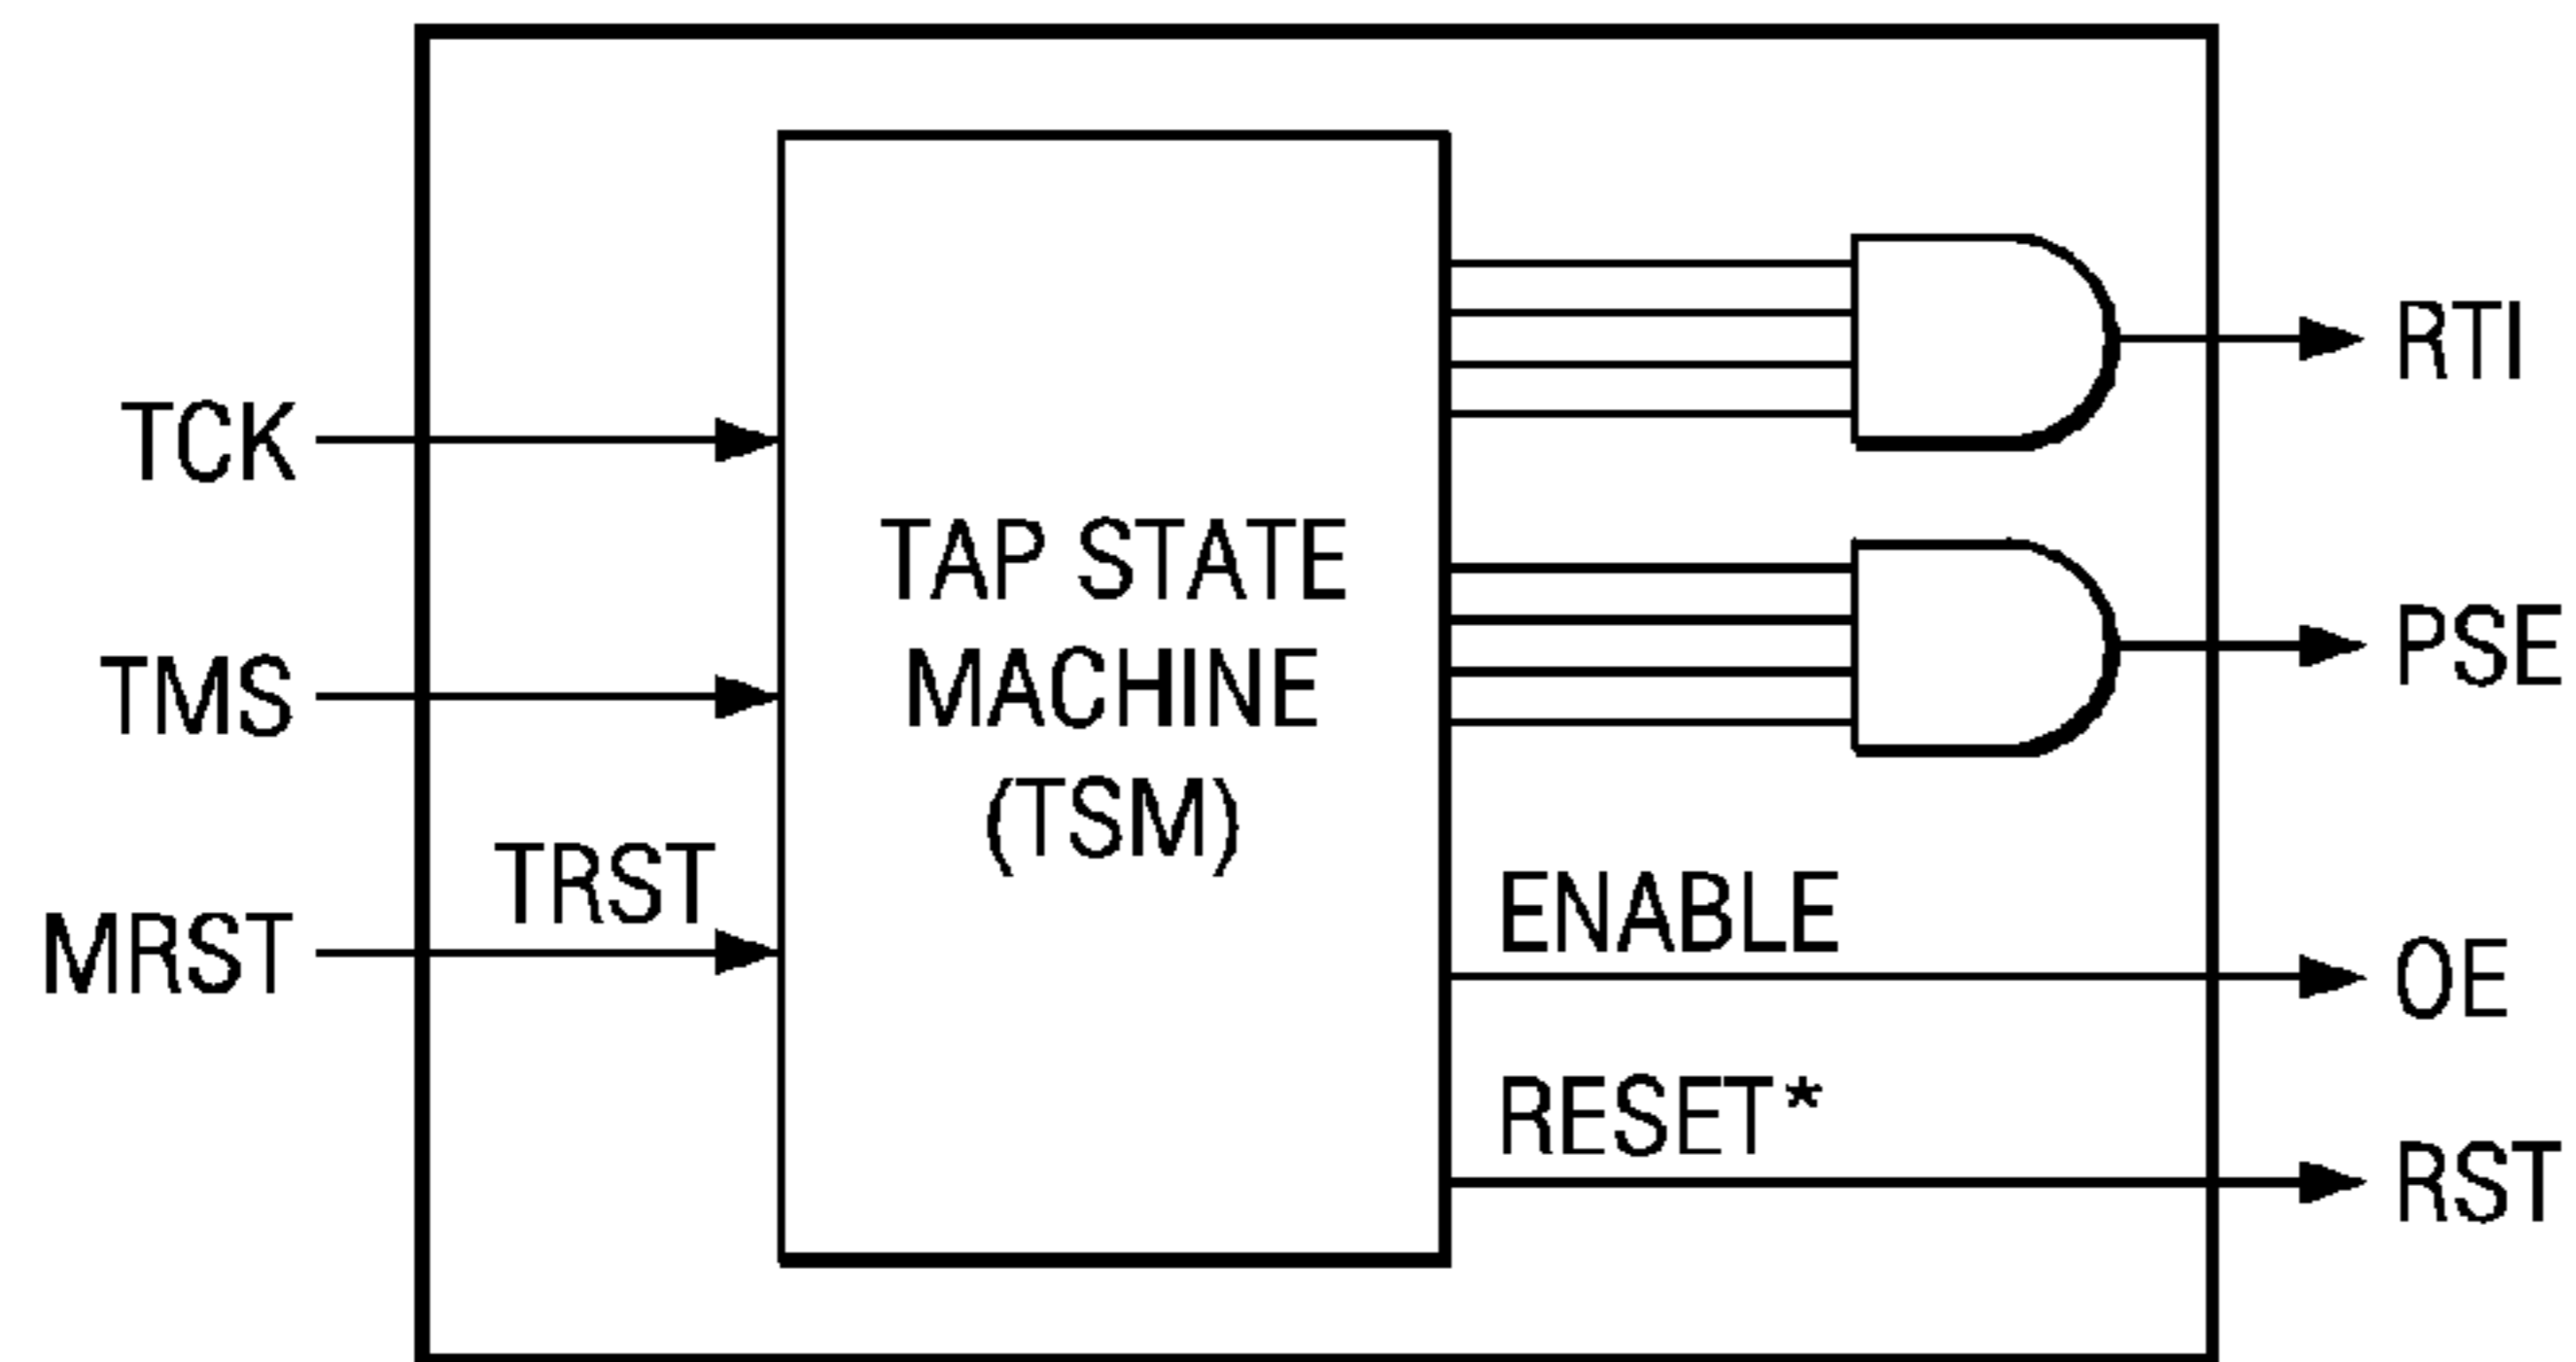 TCK
TMS
MRST
TRST
TAP STATE
MACHINE
(TSM)
ENABLE
RESET*
RTI
PSE
OE
RST